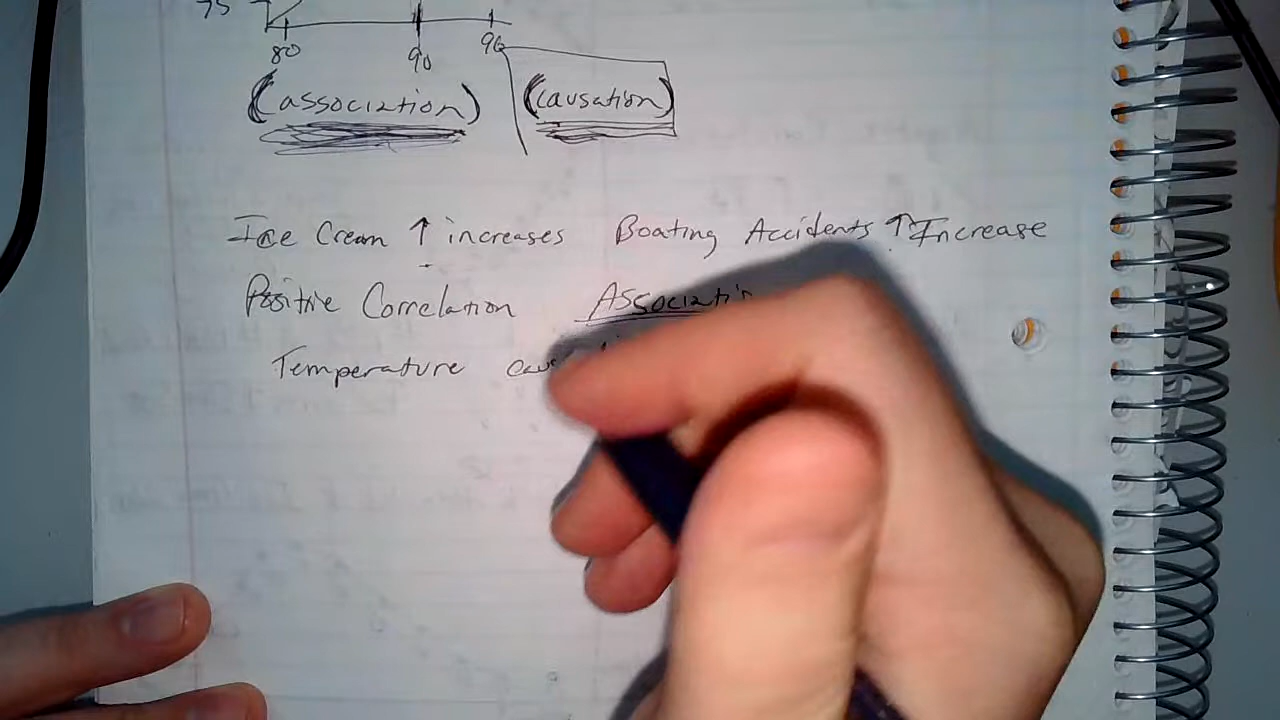 75
80 90 96
(association) (causation)
Ice Cream ↑ increases Boating Accidents ↑ Increase
Positive Correlation
Temperature